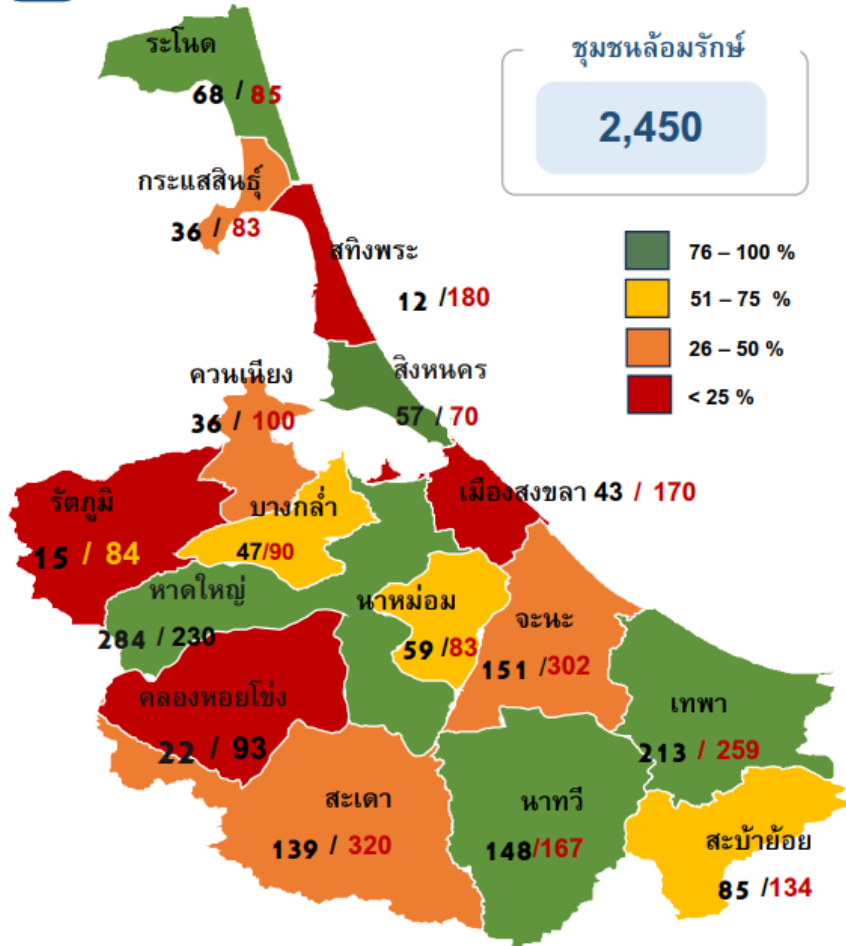 ระโนด
68 / 85
ชุมชนล้อมรักษ์
2,450
กระแสสินธุ์
36 / 83
สทิงพระ
12 /180
76 – 100 %
51 – 75 %
26 – 50 %
< 25 %
ควนเนียง
36 / 100
สิงหนคร
57 / 70
รัตภูมิ
15 / 84
บางกล่ำ
47/90
เมืองสงขลา 43 / 170
หาดใหญ่
284 / 230
นาหม่อม
59 /83
จะนะ
151 /302
คลองหอยโข่ง
22 / 93
เทพา
213 / 259
สะเดา
139 / 320
นาทวี
148/167
สะบ้าย้อย
85 /134